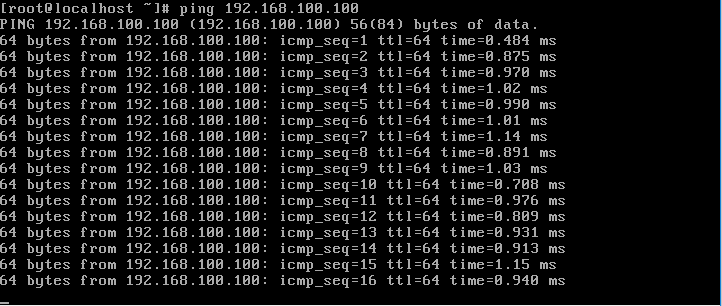 [root@localhost ~]# ping 192.168.100.100
PING 192.168.100.100 (192.168.100.100) 56(84) bytes of data.
64 bytes from 192.168.100.100: icmp_seq=1 ttl=64 time=0.484 ms
64 bytes from 192.168.100.100: icmp_seq=2 ttl=64 time=0.875 ms
64 bytes from 192.168.100.100: icmp_seq=3 ttl=64 time=0.970 ms
64 bytes from 192.168.100.100: icmp_seq=4 ttl=64 time=1.02 ms
64 bytes from 192.168.100.100: icmp_seq=5 ttl=64 time=0.990 ms
64 bytes from 192.168.100.100: icmp_seq=6 ttl=64 time=1.01 ms
64 bytes from 192.168.100.100: icmp_seq=7 ttl=64 time=1.14 ms
64 bytes from 192.168.100.100: icmp_seq=8 ttl=64 time=0.891 ms
64 bytes from 192.168.100.100: icmp_seq=9 ttl=64 time=1.03 ms
64 bytes from 192.168.100.100: icmp_seq=10 ttl=64 time=0.708 ms
64 bytes from 192.168.100.100: icmp_seq=11 ttl=64 time=0.976 ms
64 bytes from 192.168.100.100: icmp_seq=12 ttl=64 time=0.809 ms
64 bytes from 192.168.100.100: icmp_seq=13 ttl=64 time=0.931 ms
64 bytes from 192.168.100.100: icmp_seq=14 ttl=64 time=0.913 ms
64 bytes from 192.168.100.100: icmp_seq=15 ttl=64 time=1.15 ms
64 bytes from 192.168.100.100: icmp_seq=16 ttl=64 time=0.940 ms